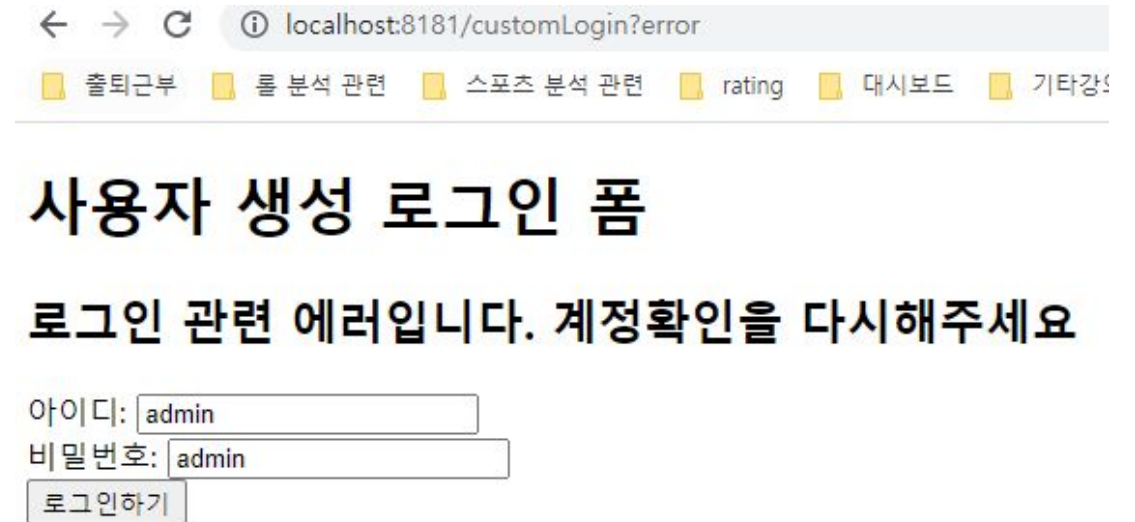 localhost:8181/customLogin?error
출퇴근부 롤 분석 관련 스포츠 분석 관련 rating 대시보드 기타강
사용자 생성 로그인 폼
로그인 관련 에러입니다. 계정확인을 다시해주세요
아이디: admin
비밀번호: admin
로그인하기